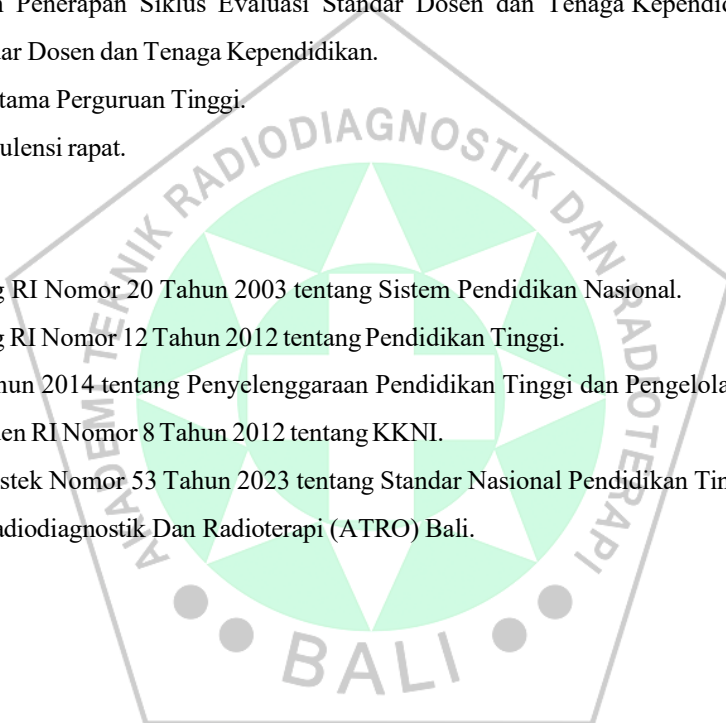 Penerapan Siklus Evaluasi Standar Dosen dan Tenaga
dar Dosen dan Tenaga Kependidikan.
tama Perguruan Tinggi.
ulensi rapat.
g RI Nomor 20 Tahun 2003 tentang Sistem Pendidikan Nasional.
g RI Nomor 12 Tahun 2012 tentang Pendidikan Tinggi.
hun 2014 tentang Penyelenggaraan Pendidikan Tinggi dan Pengelola
en RI Nomor 8 Tahun 2012 tentang KKNI.
stek Nomor 53 Tahun 2023 tentang Standar Nasional Pendidikan Tin
adiodiagnostik Dan Radioterapi (ATRO) Bali.
AKADEMI TEKNIK RADIODIAGNOSTIK DAN RADIOTERAPI
BALI